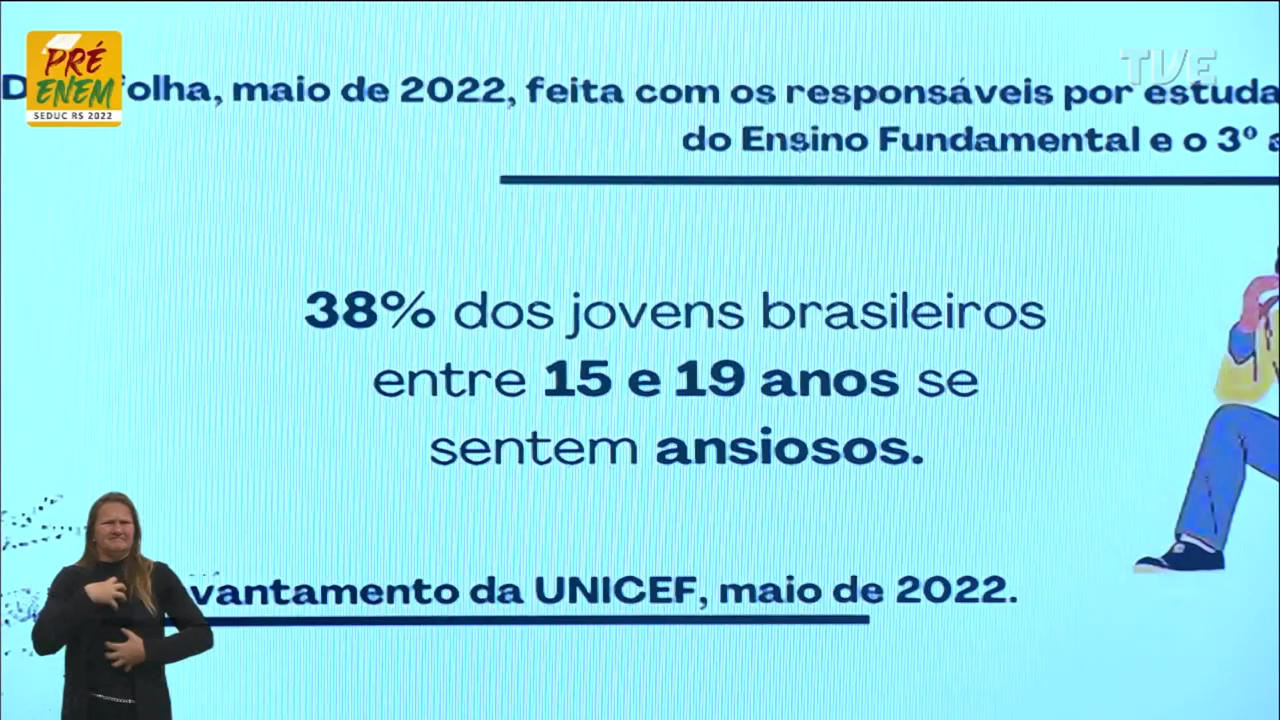 PRÉ
ENEM
SEDUC RS 2022
TVE
folha, maio de 2022, feita com os responsáveis por estuda
do Ensino Fundamental e o 3º a
38% dos jovens brasileiros
entre 15 e 19 anos se
sentem ansiosos.
vantamento da UNICEF, maio de 2022.